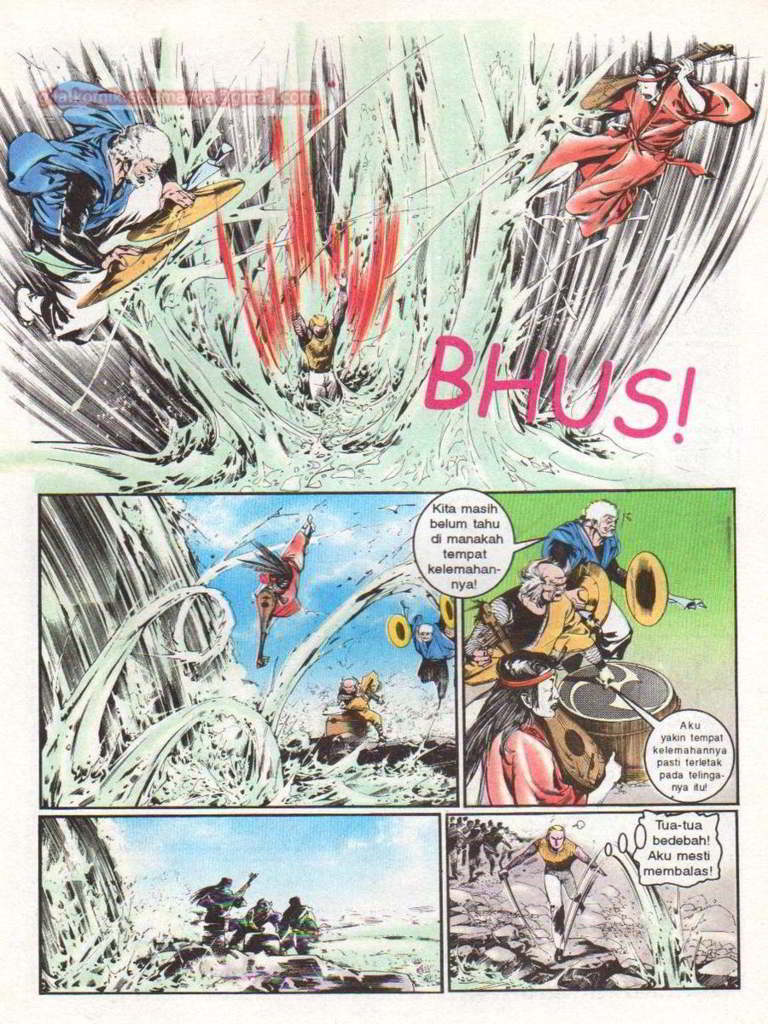 BHUS!
Kita masih
belum tahu
di manakah
tempat
kelemahan-
nya!
Aku
yakin tempat
kelemahannya
pasti terletak
pada telinga-
nya itu!
Tua-tua
bedebah!
Aku mesti
membalas!